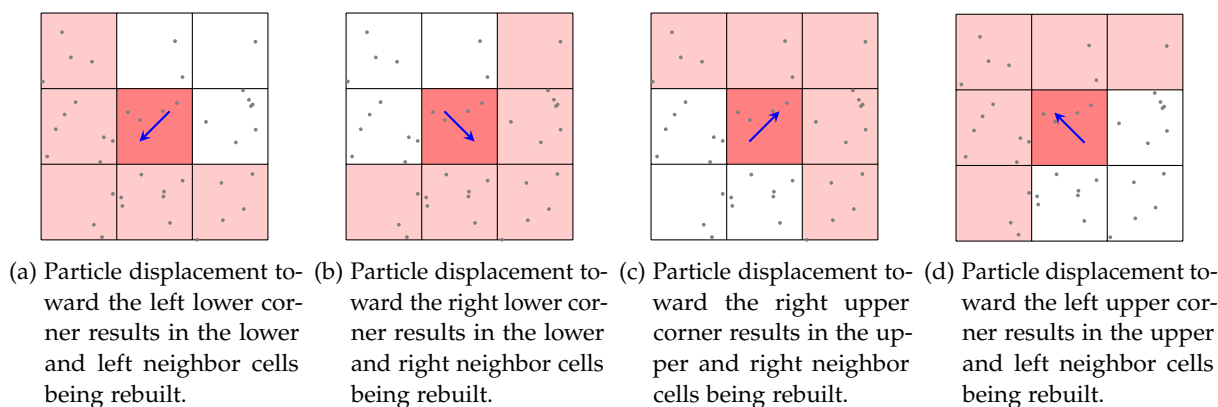 (a) Particle displacement to-
ward the left lower cor-
ner results in the lower
and left neighbor cells
being rebuilt.
(b) Particle displacement to-
ward the right lower cor-
ner results in the lower
and right neighbor cells
being rebuilt.
(c) Particle displacement to-
ward the right upper
corner results in the up-
per and right neighbor
cells being rebuilt.
(d) Particle displacement to-
ward the left upper cor-
ner results in the upper
and left neighbor cells
being rebuilt.